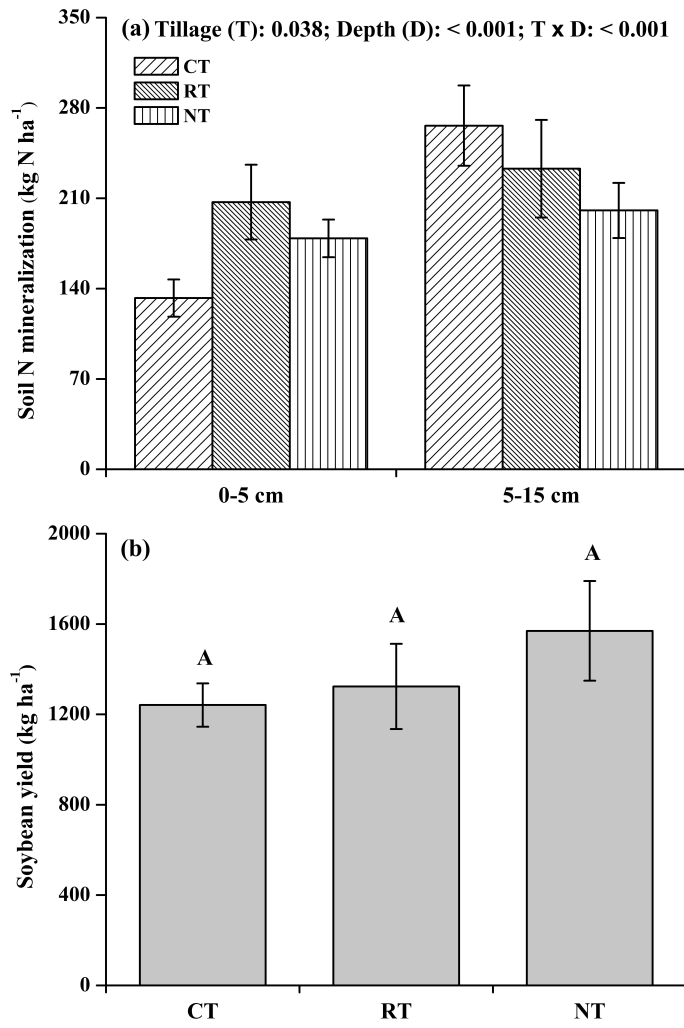 (a) Tillage (T): 0.038; Depth (D): < 0.001; T x D: < 0.001
CT
RT
NT
Soil N mineralization (kg N ha⁻¹)
350
280
210
140
70
0
0-5 cm
5-15 cm
(b)
Soybean yield (kg ha⁻¹)
2000
1600
1200
800
400
0
A
A
A
CT
RT
NT